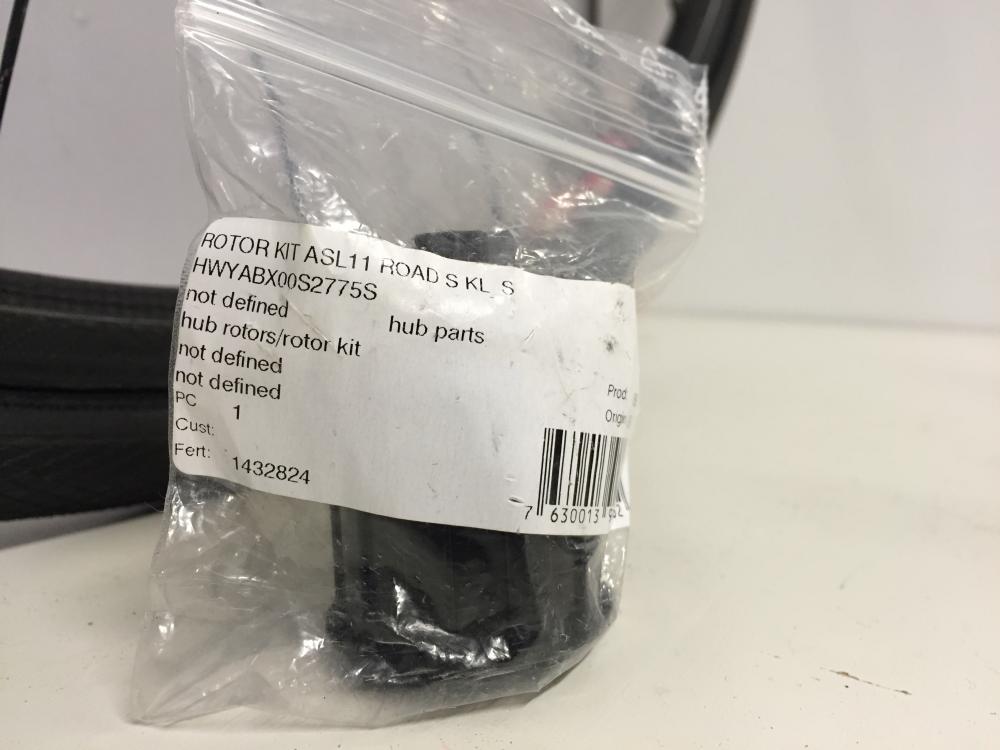 ROTOR KIT ASL11 ROAD S KL S
HWYABX00S2775S
not defined
hub parts
hub rotors/rotor kit
not defined
not defined
PC 1
Cust:
Fert: 1432824
Prod:
7 630013